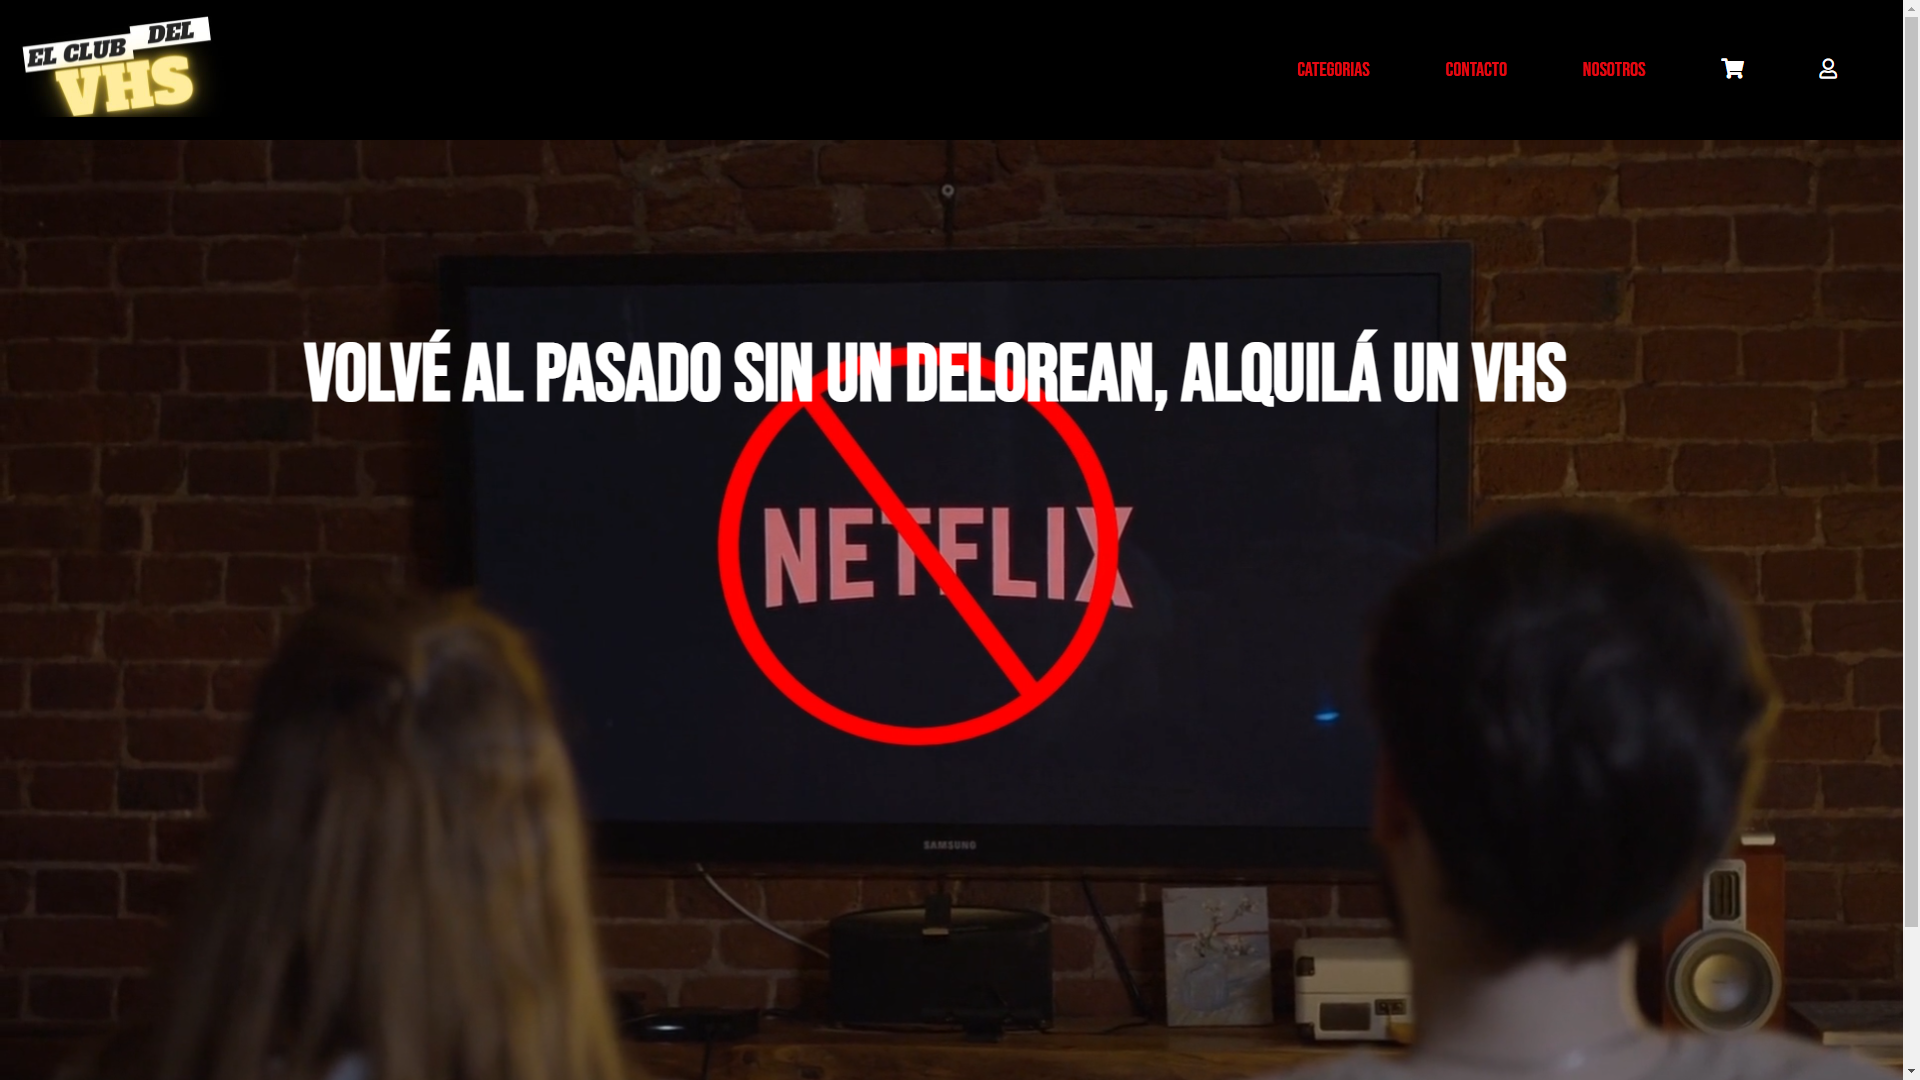 EL CLUB DEL
VHS
CATEGORIAS
CONTACTO
NOSOTROS
VOLVÉ AL PASADO SIN UN DELOREAN, ALQUILÁ UN VHS
NETFLIX
SAMSUNG